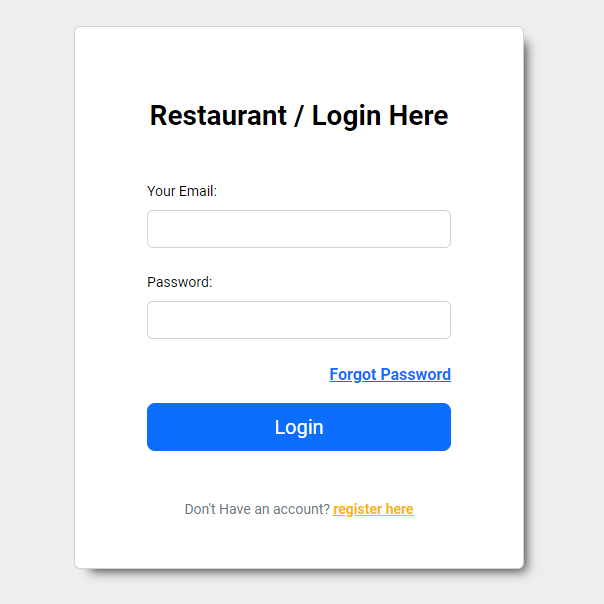 Restaurant / Login Here
Your Email:
Password:
Forgot Password
Login
Don't Have an account? register here